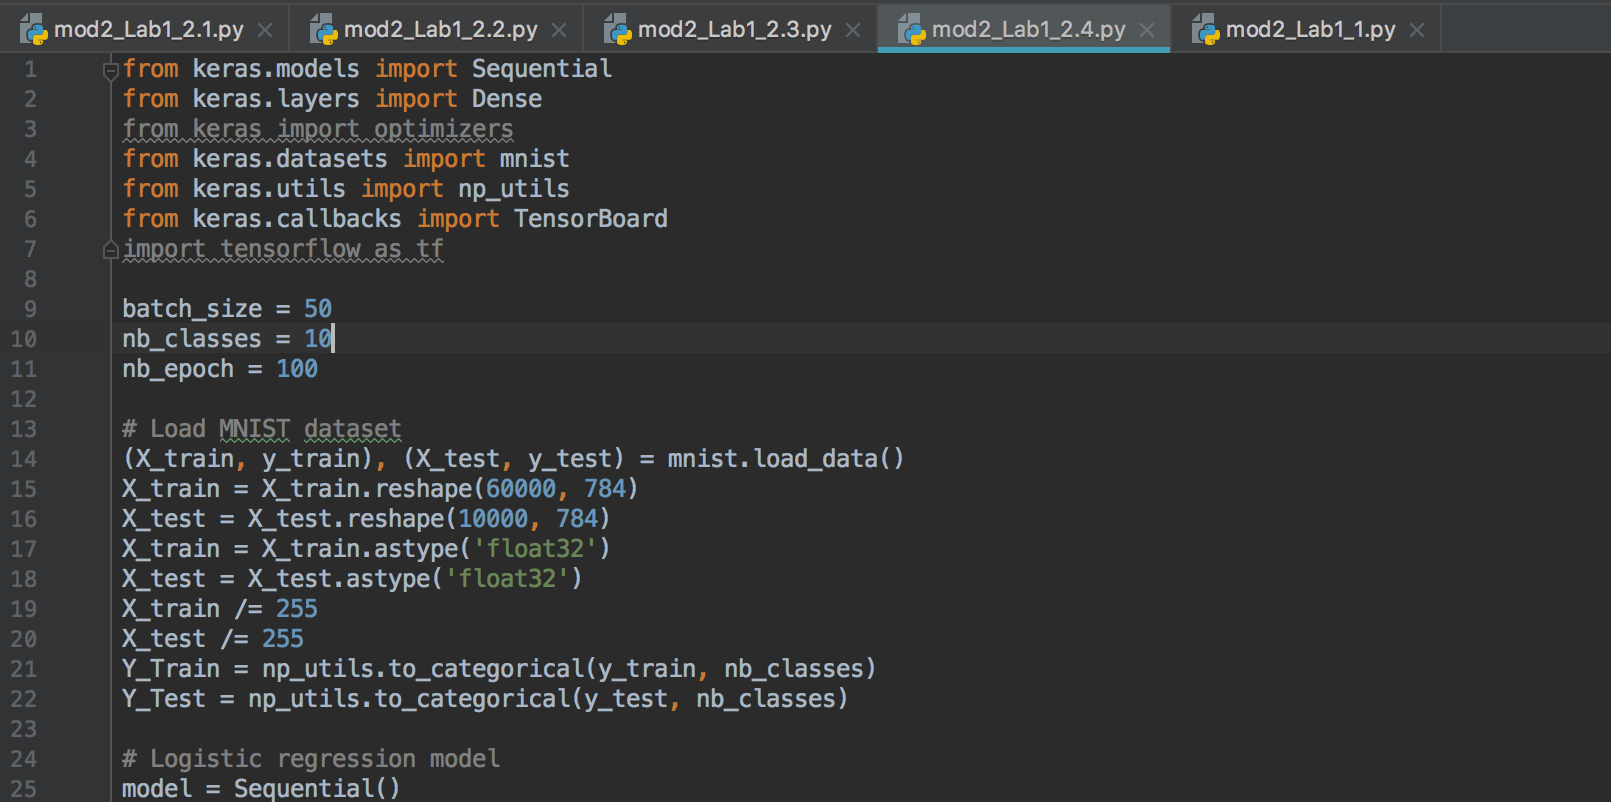 mod2_Lab1_2.1.py mod2_Lab1_2.2.py mod2_Lab1_2.3.py mod2_Lab1_2.4.py mod2_Lab1_1.py
1 from keras.models import Sequential
2 from keras.layers import Dense
3 from keras import optimizers
4 from keras.datasets import mnist
5 from keras.utils import np_utils
6 from keras.callbacks import TensorBoard
7 import tensorflow as tf
8
9 batch_size = 50
10 nb_classes = 10
11 nb_epoch = 100
12
13 # Load MNIST dataset
14 (X_train, y_train), (X_test, y_test) = mnist.load_data()
15 X_train = X_train.reshape(60000, 784)
16 X_test = X_test.reshape(10000, 784)
17 X_train = X_train.astype('float32')
18 X_test = X_test.astype('float32')
19 X_train /= 255
20 X_test /= 255
21 Y_Train = np_utils.to_categorical(y_train, nb_classes)
22 Y_Test = np_utils.to_categorical(y_test, nb_classes)
23
24 # Logistic regression model
25 model = Sequential()